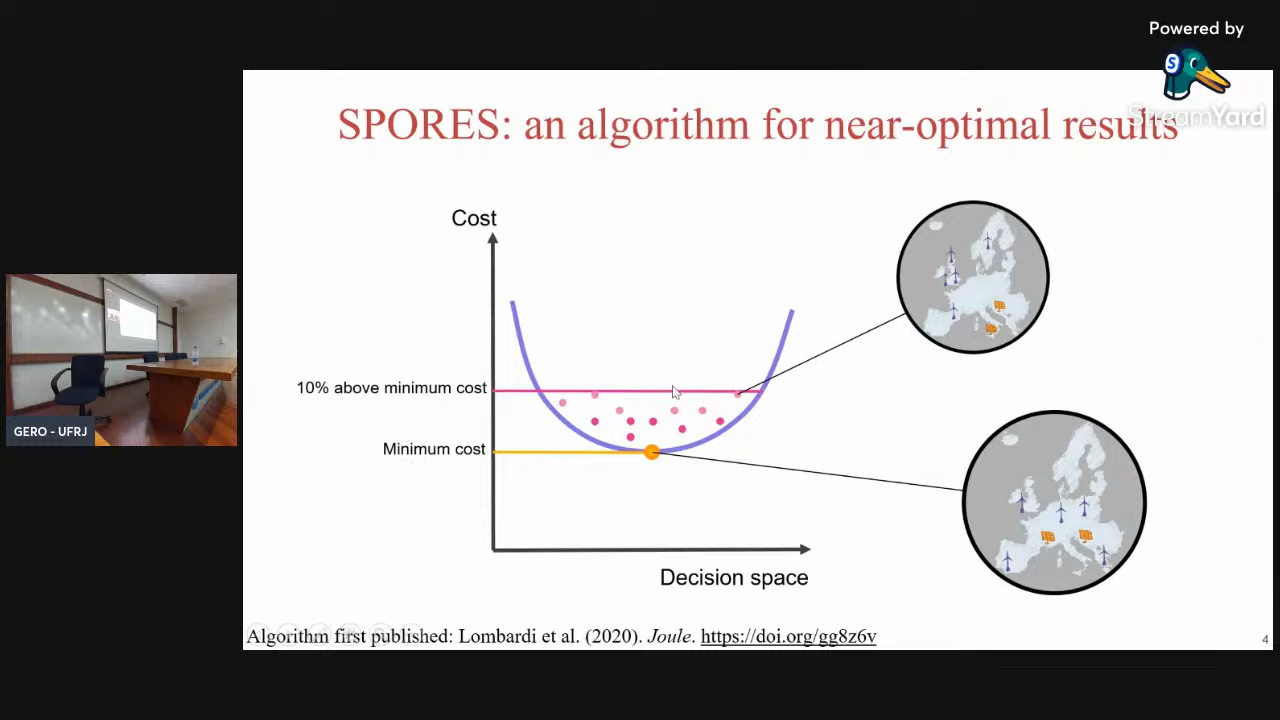 Powered by
S
StreamYard
SPORES: an algorithm for near-optimal results
Cost
10% above minimum cost
Minimum cost
Decision space
GERO - UFRJ
Algorithm first published: Lombardi et al. (2020). Joule. https://doi.org/gg8z6v
4